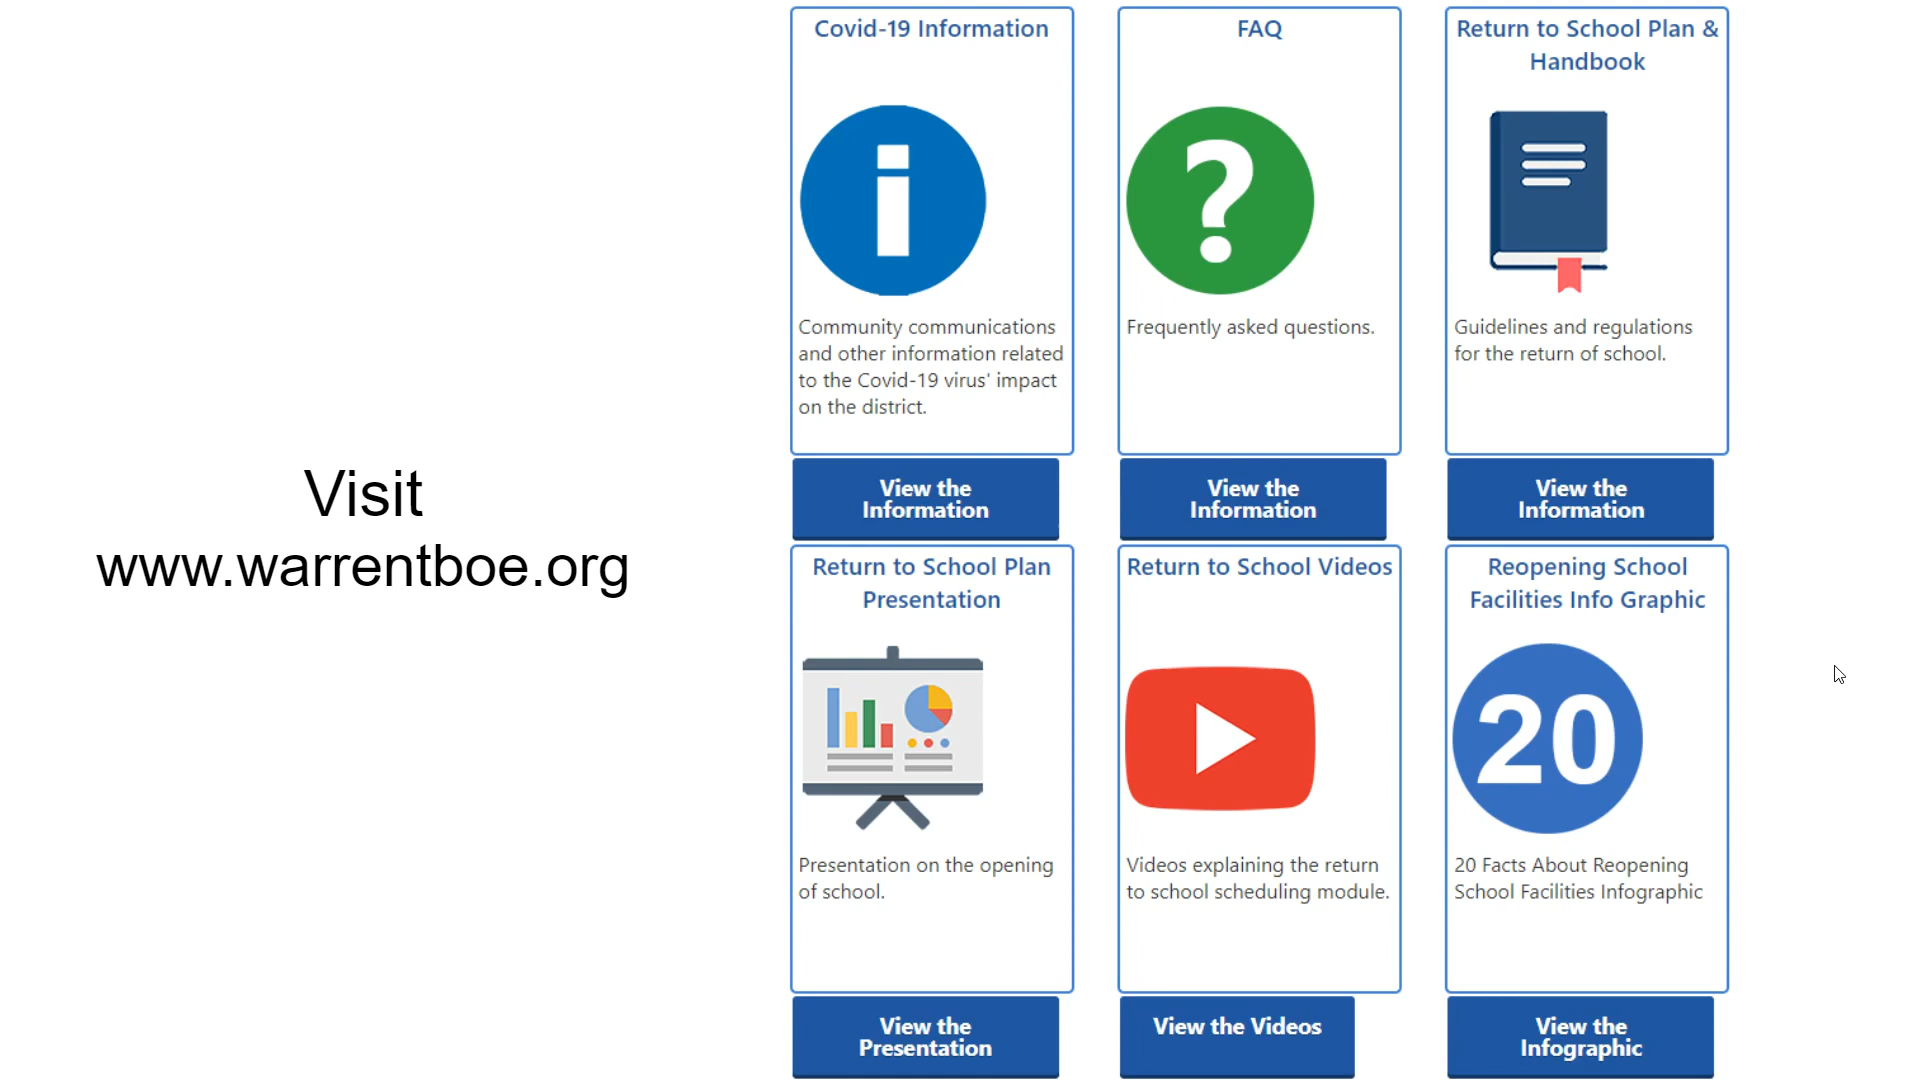 Visit
www.warrentboe.org
Covid-19 Information
Community communications
and other information related
to the Covid-19 virus' impact
on the district.
View the
Information
FAQ
Frequently asked questions.
View the
Information
Return to School Plan &
Handbook
Guidelines and regulations
for the return of school.
View the
Information
Return to School Plan
Presentation
Presentation on the opening
of school.
View the
Presentation
Return to School Videos
Videos explaining the return
to school scheduling module.
View the Videos
Reopening School
Facilities Info Graphic
20
20 Facts About Reopening
School Facilities Infographic
View the
Infographic